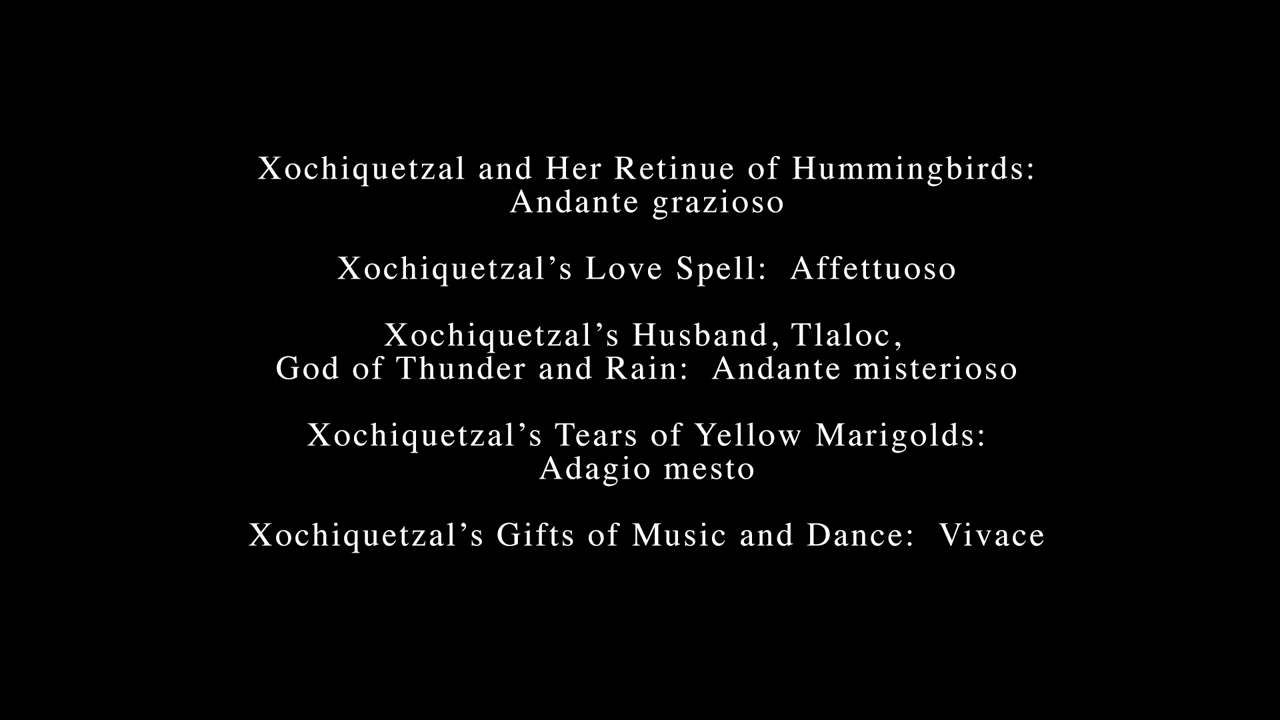 Xochiquetzal and Her Retinue of Hummingbirds:
Andante grazioso
Xochiquetzal’s Love Spell:  Affettuoso
Xochiquetzal’s Husband, Tlaloc,
God of Thunder and Rain:  Andante misterioso
Xochiquetzal’s Tears of Yellow Marigolds:
Adagio mesto
Xochiquetzal’s Gifts of Music and Dance:  Vivace